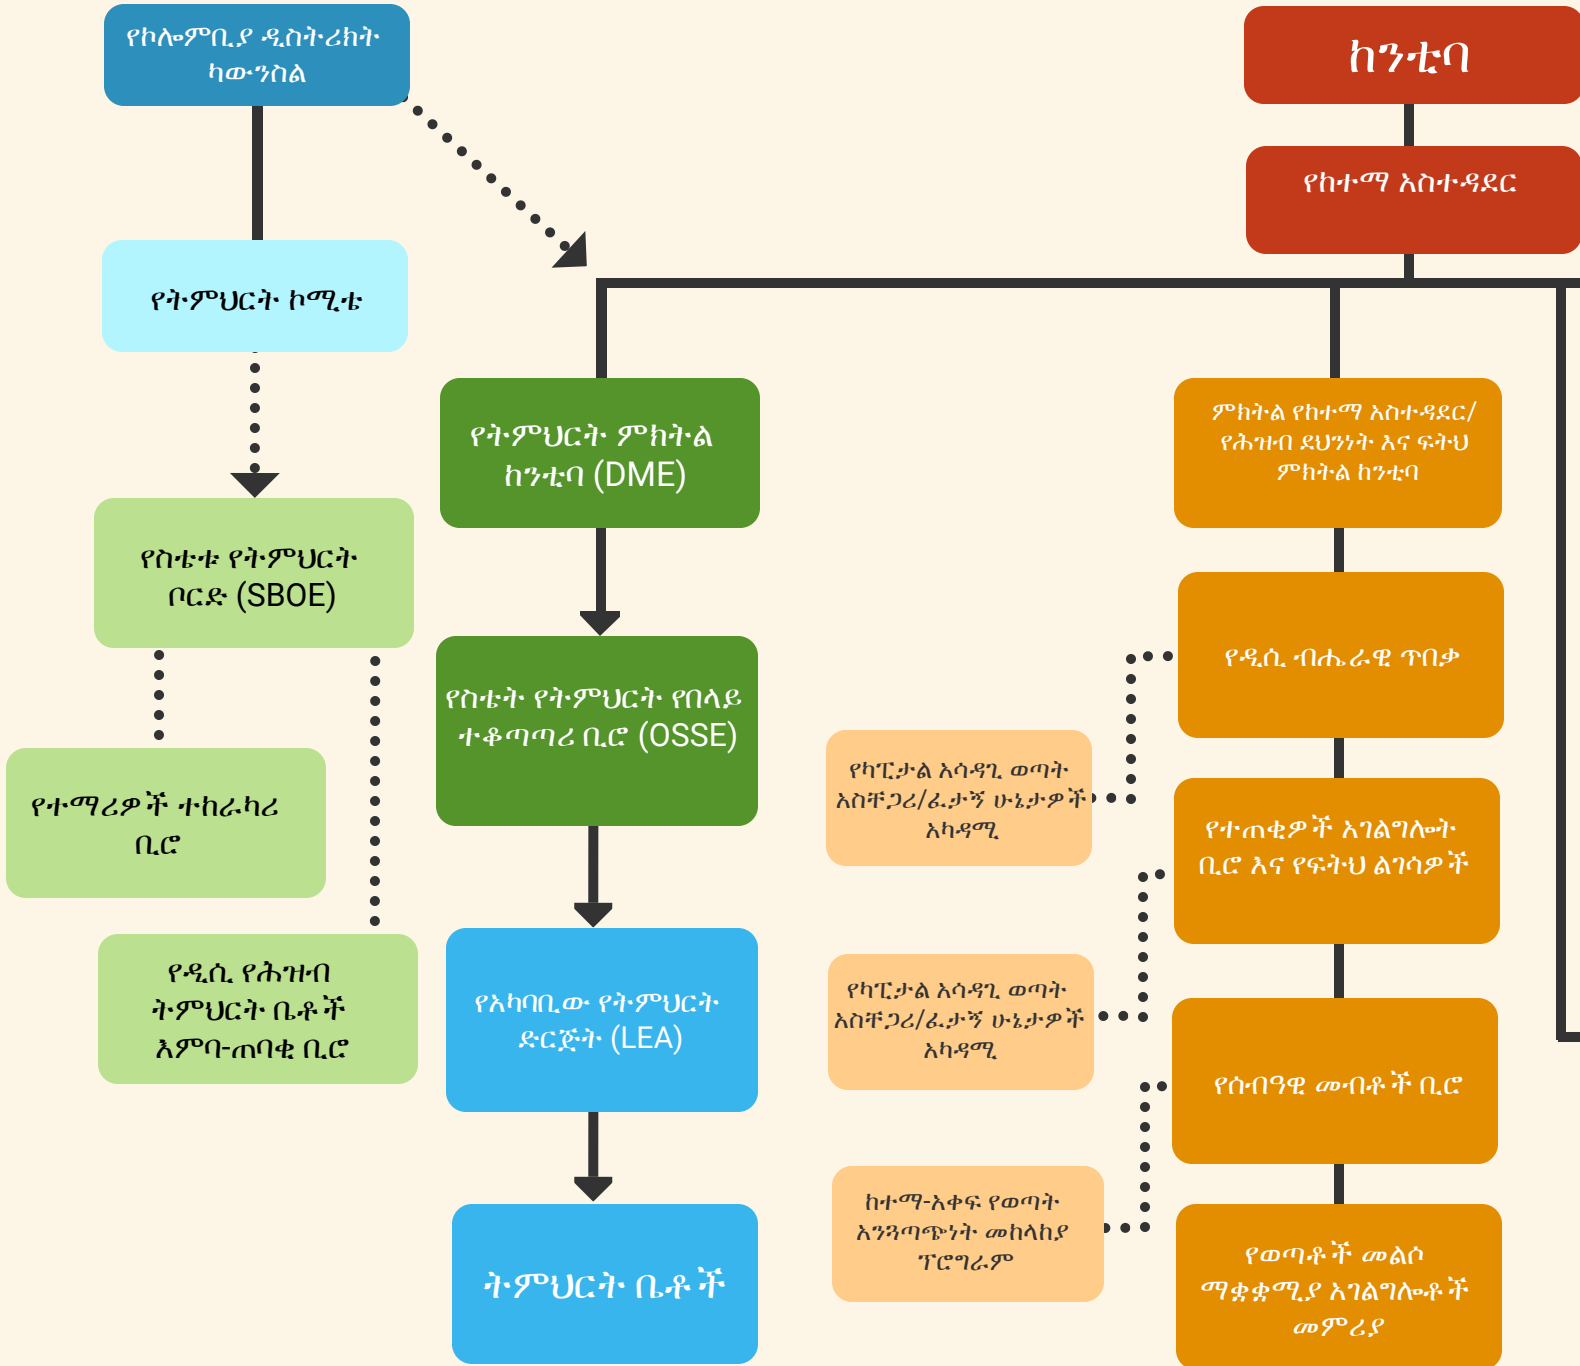 የኮሎምቢያ ዲስትሪክት
ካውንስል
ከንቲባ
የከተማ አስተዳደር
የትምህርት ኮሚቴ
የትምህርት ምክትል
ከንቲባ (DME)
ምክትል የከተማ አስተዳደር/
የሕዝብ ደህንነት እና ፍትህ
ምክትል ከንቲባ
የስቴቱ የትምህርት
ቦርድ (SBOE)
የስቴት የትምህርት የበላይ
ተቆጣጣሪ ቢሮ (OSSE)
የዲሲ ብሔራዊ ጥበቃ
የካፒታል አሳዳጊ ወጣት
አስቸጋሪ/ፈታኝ ሁኔታዎች
አካዳሚ
የተማሪዎች ተከራካሪ
ቢሮ
የተጠቂዎች አገልግሎት
ቢሮ እና የፍትህ ልገሳዎች
የዲሲ የሕዝብ
ትምህርት ቤቶች
እምባ-ጠባቂ ቢሮ
የአካባቢው የትምህርት
ድርጅት (LEA)
የካፒታል አሳዳጊ ወጣት
አስቸጋሪ/ፈታኝ ሁኔታዎች
አካዳሚ
የሰብዓዊ መብቶች ቢሮ
ከተማ-አቀፍ የወጣት
አንጓጣጭነት መከላከያ
ፕሮግራም
ትምህርት ቤቶች
የወጣቶች መልሶ
ማቋቋሚያ አገልግሎቶች
መምሪያ